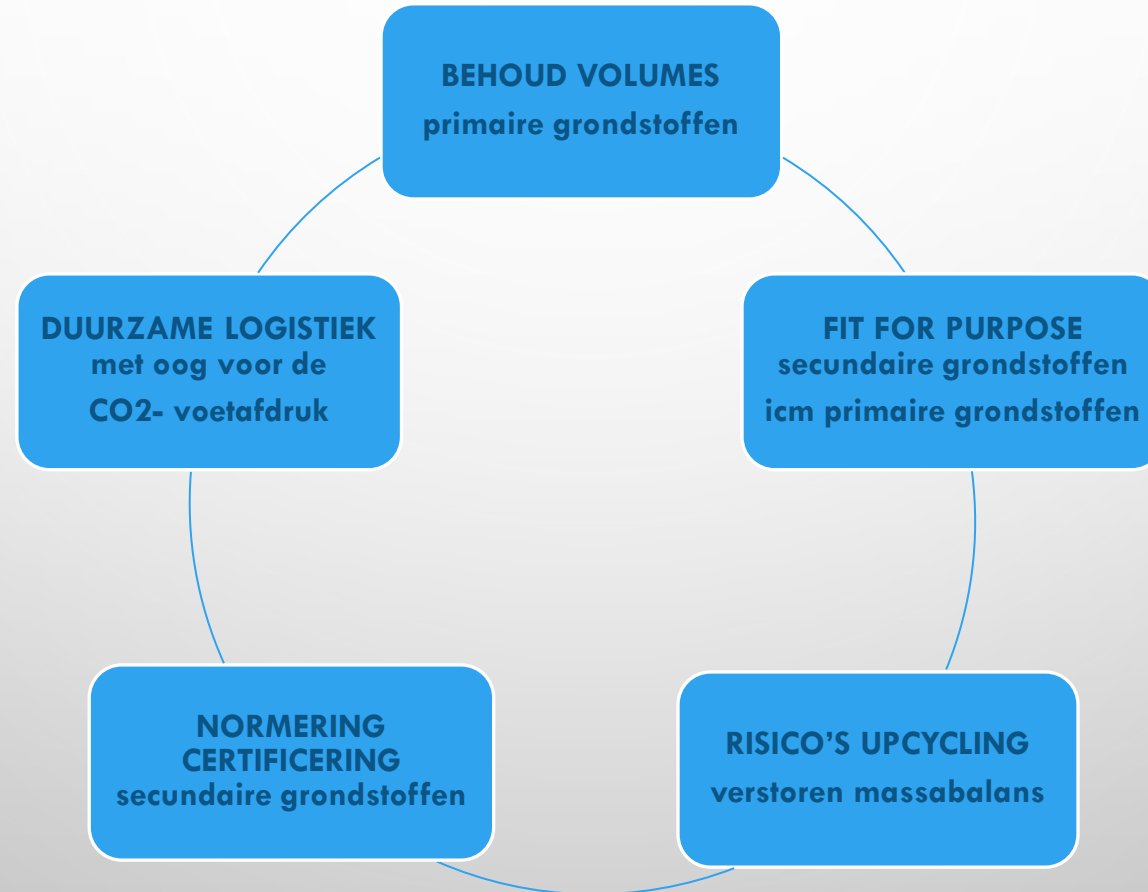 BEHOUD VOLUMES
primaire grondstoffen
FIT FOR PURPOSE
secundaire grondstoffen
icm primaire grondstoffen
RISICO’S UPCYCLING
verstoren massabalans
NORMERING
CERTIFICERING
secundaire grondstoffen
DUURZAME LOGISTIEK
met oog voor de
CO2- voetafdruk